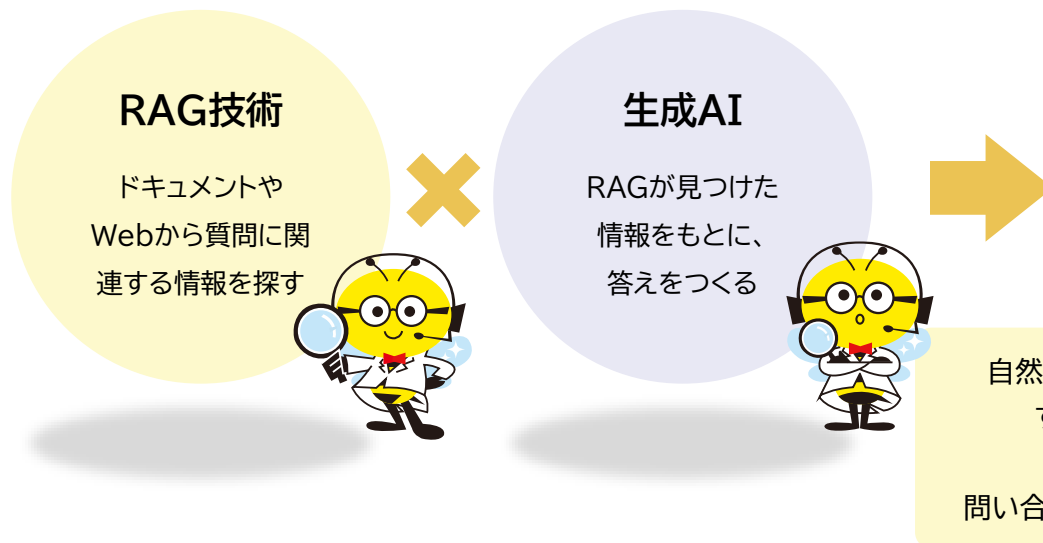 RAG技術
ドキュメントや
Webから質問に関
連する情報を探す
生成AI
RAGが見つけた
情報をもとに、
答えをつくる
自然
問い合